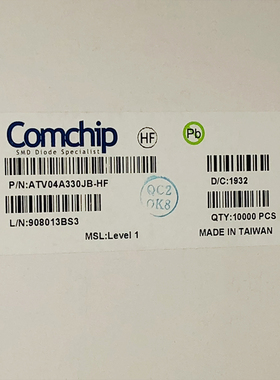 Comchip
SMD Diode Specialist
HF
Pb
P/N:ATV04A330JB-HF
D/C:1932
QC2
OK8
L/N:908013BS3
QTY:10000 PCS
MSL:Level 1
MADE IN TAIWAN